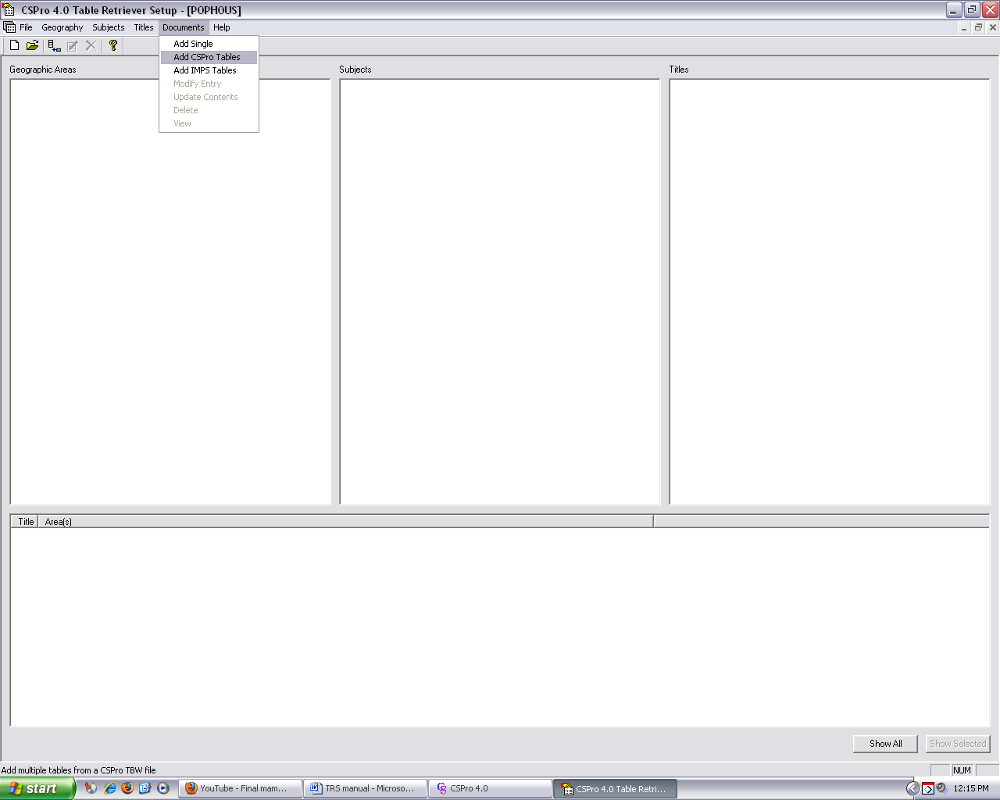 CSPro 4.0 Table Retriever Setup - [POPHOUS]
File Geography Subjects Titles Documents Help
Add Single
Add CSPro Tables
Add IMPS Tables
Modify Entry
Update Contents
Delete
View
Geographic Areas Subjects Titles
Title Area(s)
Show All Show Selected
Add multiple tables from a CSPro TBW file NUM
start YouTube - Final mam... TRS manual - Microso... CSPro 4.0 CSPro 4.0 Table Retri... 12:15 PM